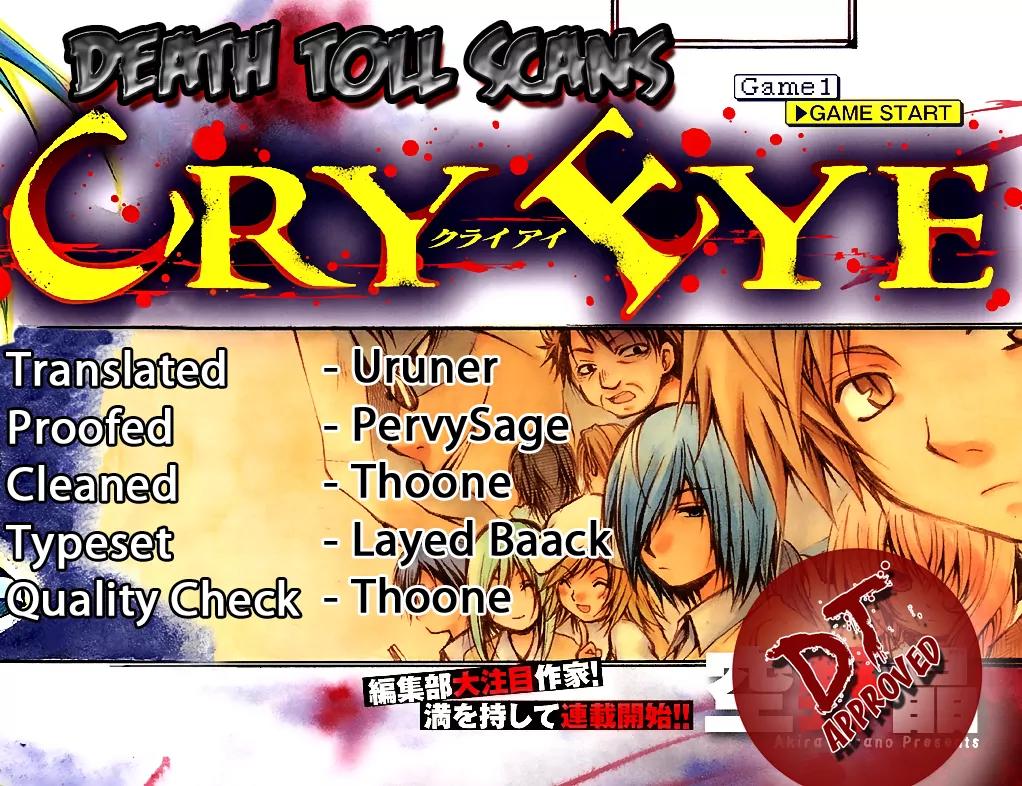 DEATH TOLL SCANS
Game1
GAME START
CRY EYE
クライ アイ
Translated - Uruner
Proofed - PervySage
Cleaned - Thoone
Typeset - Layed Baack
Quality Check - Thoone
編集部大注目作家!
満を持して連載開始!!
DT
APPROVED
Akira Presents